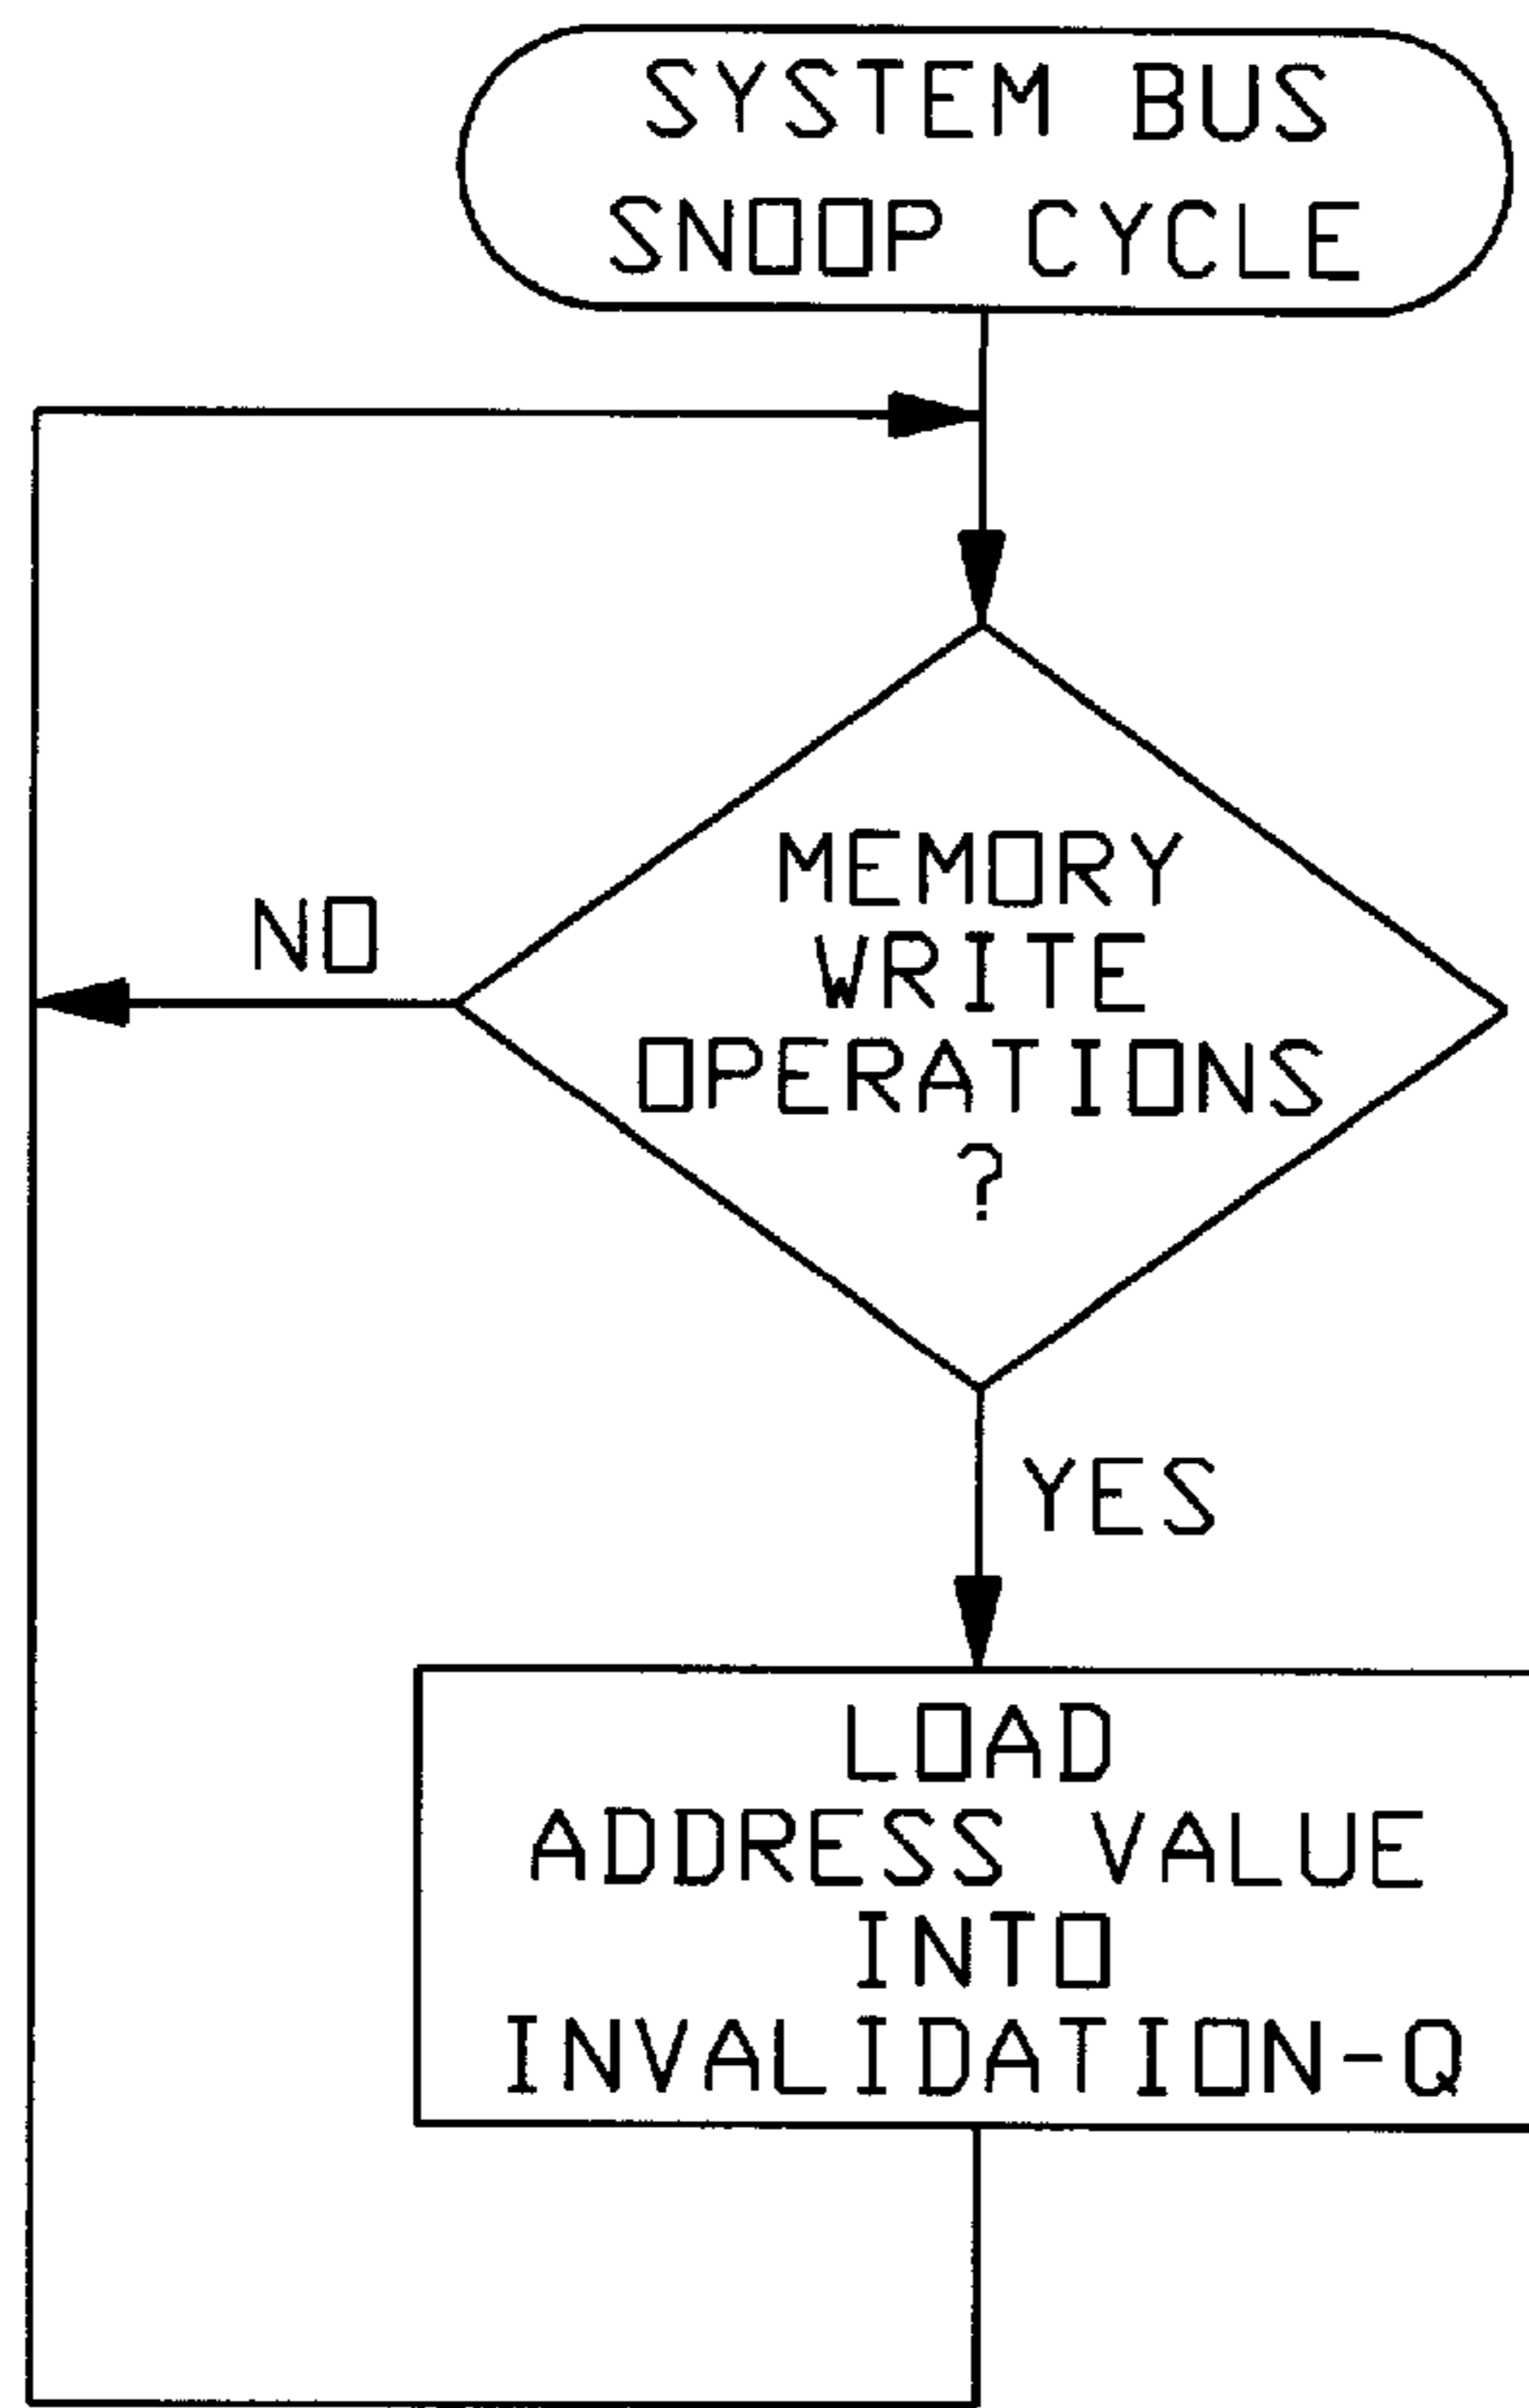 SYSTEM BUS
SNOOP CYCLE
MEMORY
WRITE
OPERATIONS
?
NO
YES
LOAD
ADDRESS VALUE
INTO
INVALIDATION-Q